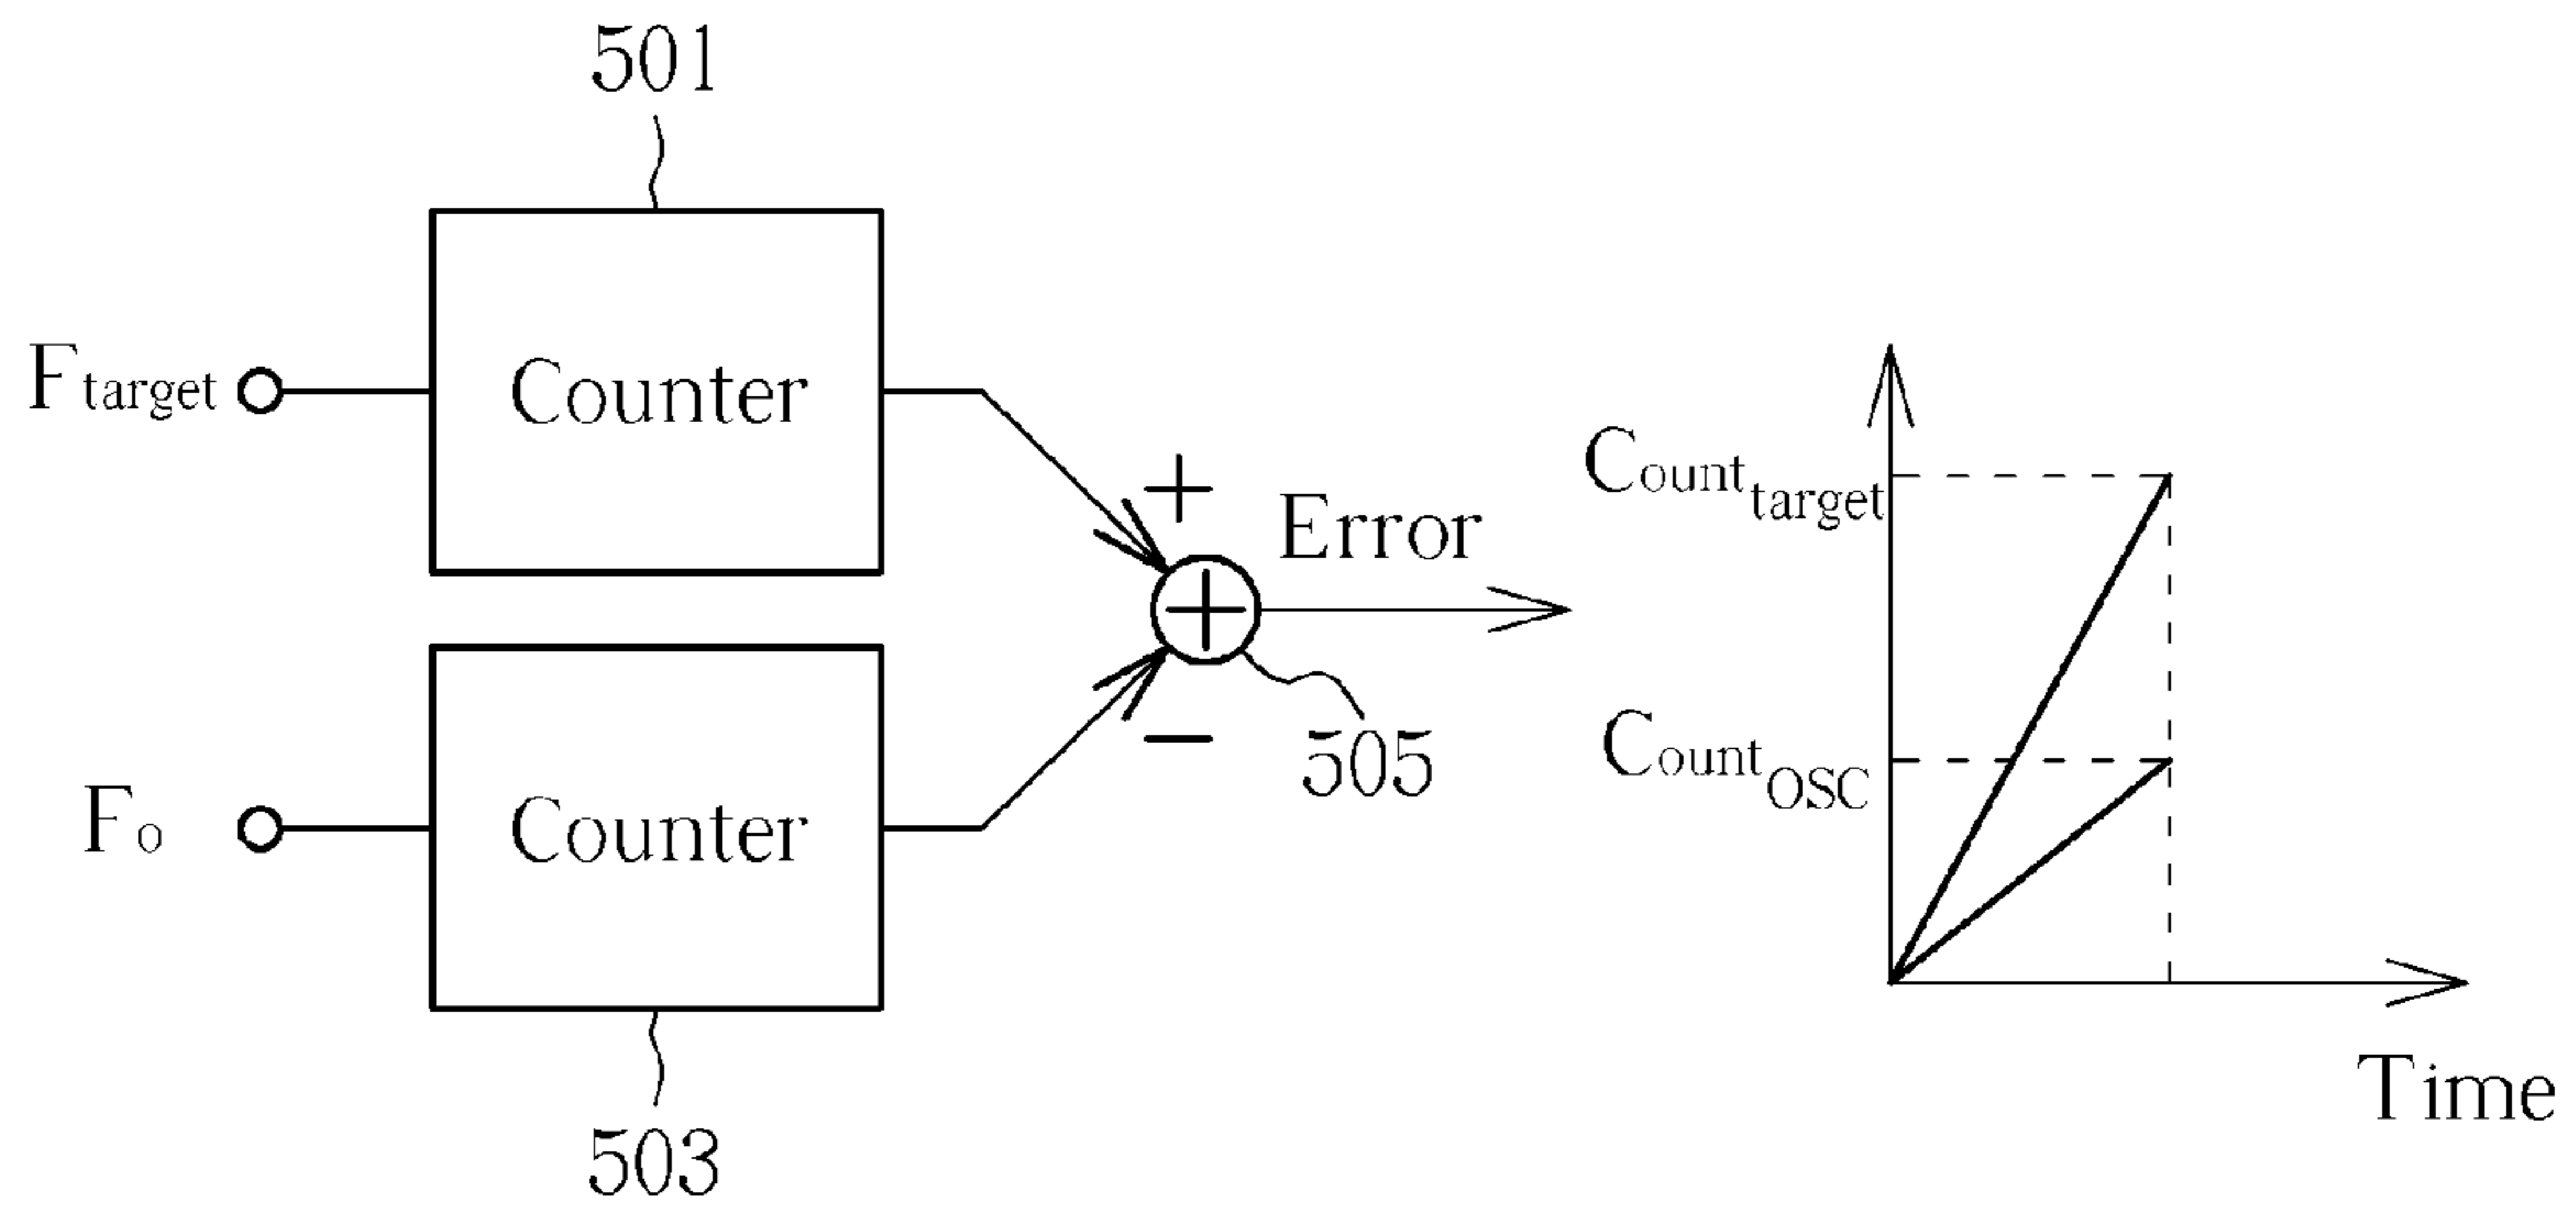 501
Counter
Ftarget
+
Error
Counttarget
CountOSC
Counter
Fo
−
505
503
Time